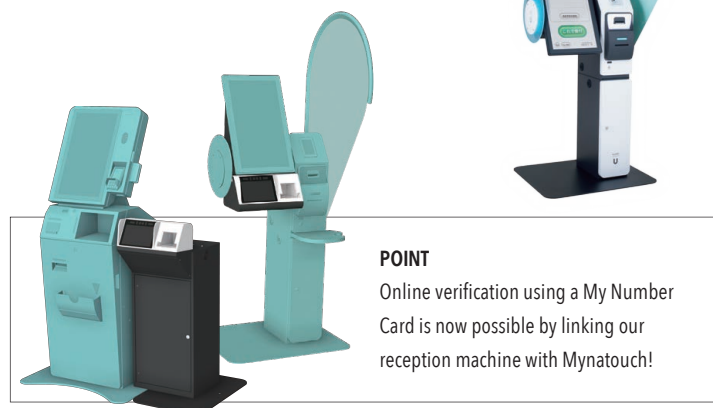 POINT
Online verification using a My Number
Card is now possible by linking our
reception machine with Mynatouch!